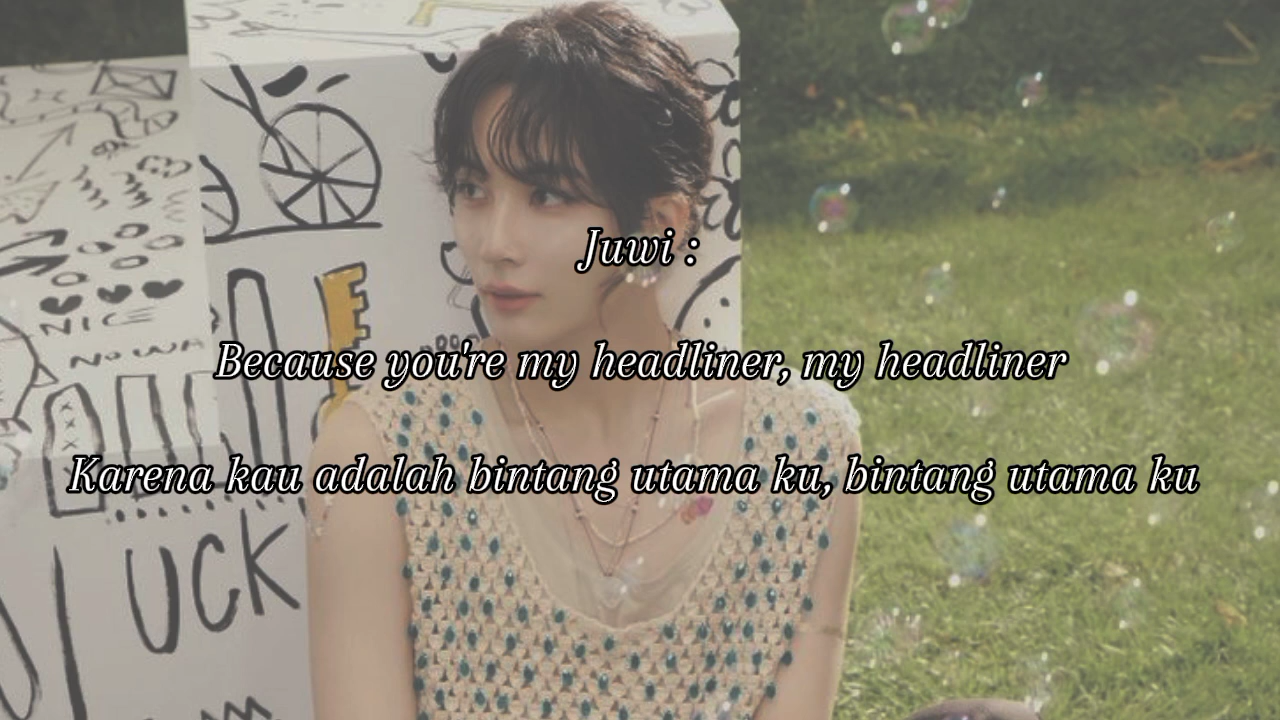 Juwi :
Because you're my headliner, my headliner
Karena kau adalah bintang utama ku, bintang utama ku
NICE
NO WA
UCK